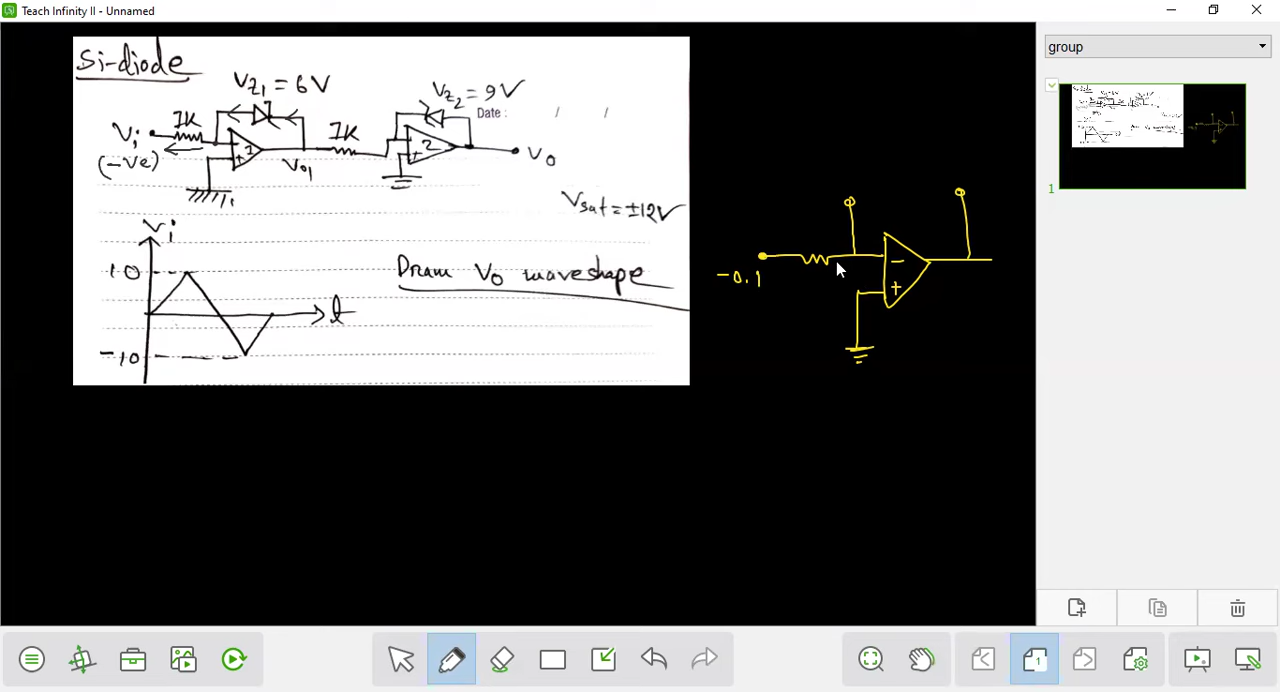 Teach Infinity II - Unnamed
group
Si-diode
VZ1 = 6V
VZ2 = 9V
Date : / /
1K
1K
Vi
(-Ve)
- + 1
Vo1
- + 2
Vo
Vsat = ±12V
Vi
10
Draw Vo waveshape
t
-10
-0.1
-
+
1
1